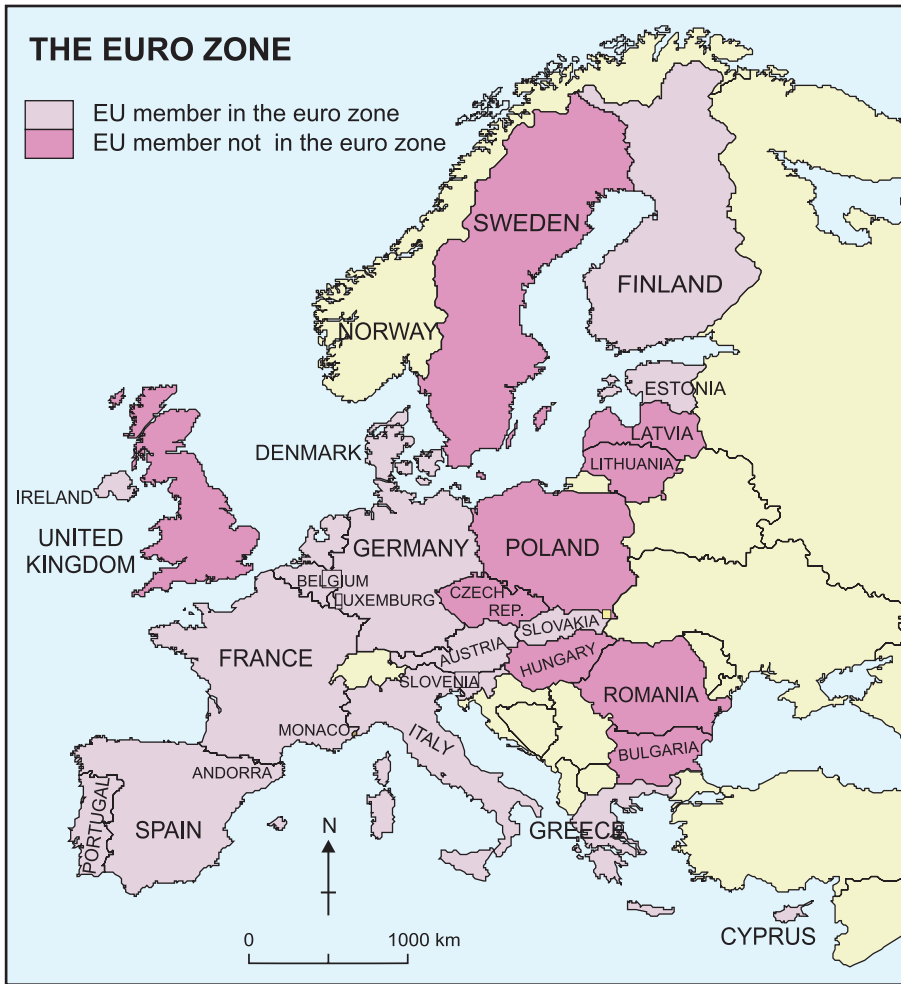 THE EURO ZONE
EU member in the euro zone
EU member not in the euro zone
SWEDEN
FINLAND
NORWAY
ESTONIA
LATVIA
DENMARK
LITHUANIA
IRELAND
UNITED
KINGDOM
GERMANY
POLAND
BELGIUM
LUXEMBURG
CZECH
REP.
SLOVAKIA
AUSTRIA
HUNGARY
FRANCE
SLOVENIA
ROMANIA
MONACO
ITALY
BULGARIA
ANDORRA
PORTUGAL
SPAIN
GREECE
N
CYPRUS
0 1000 km